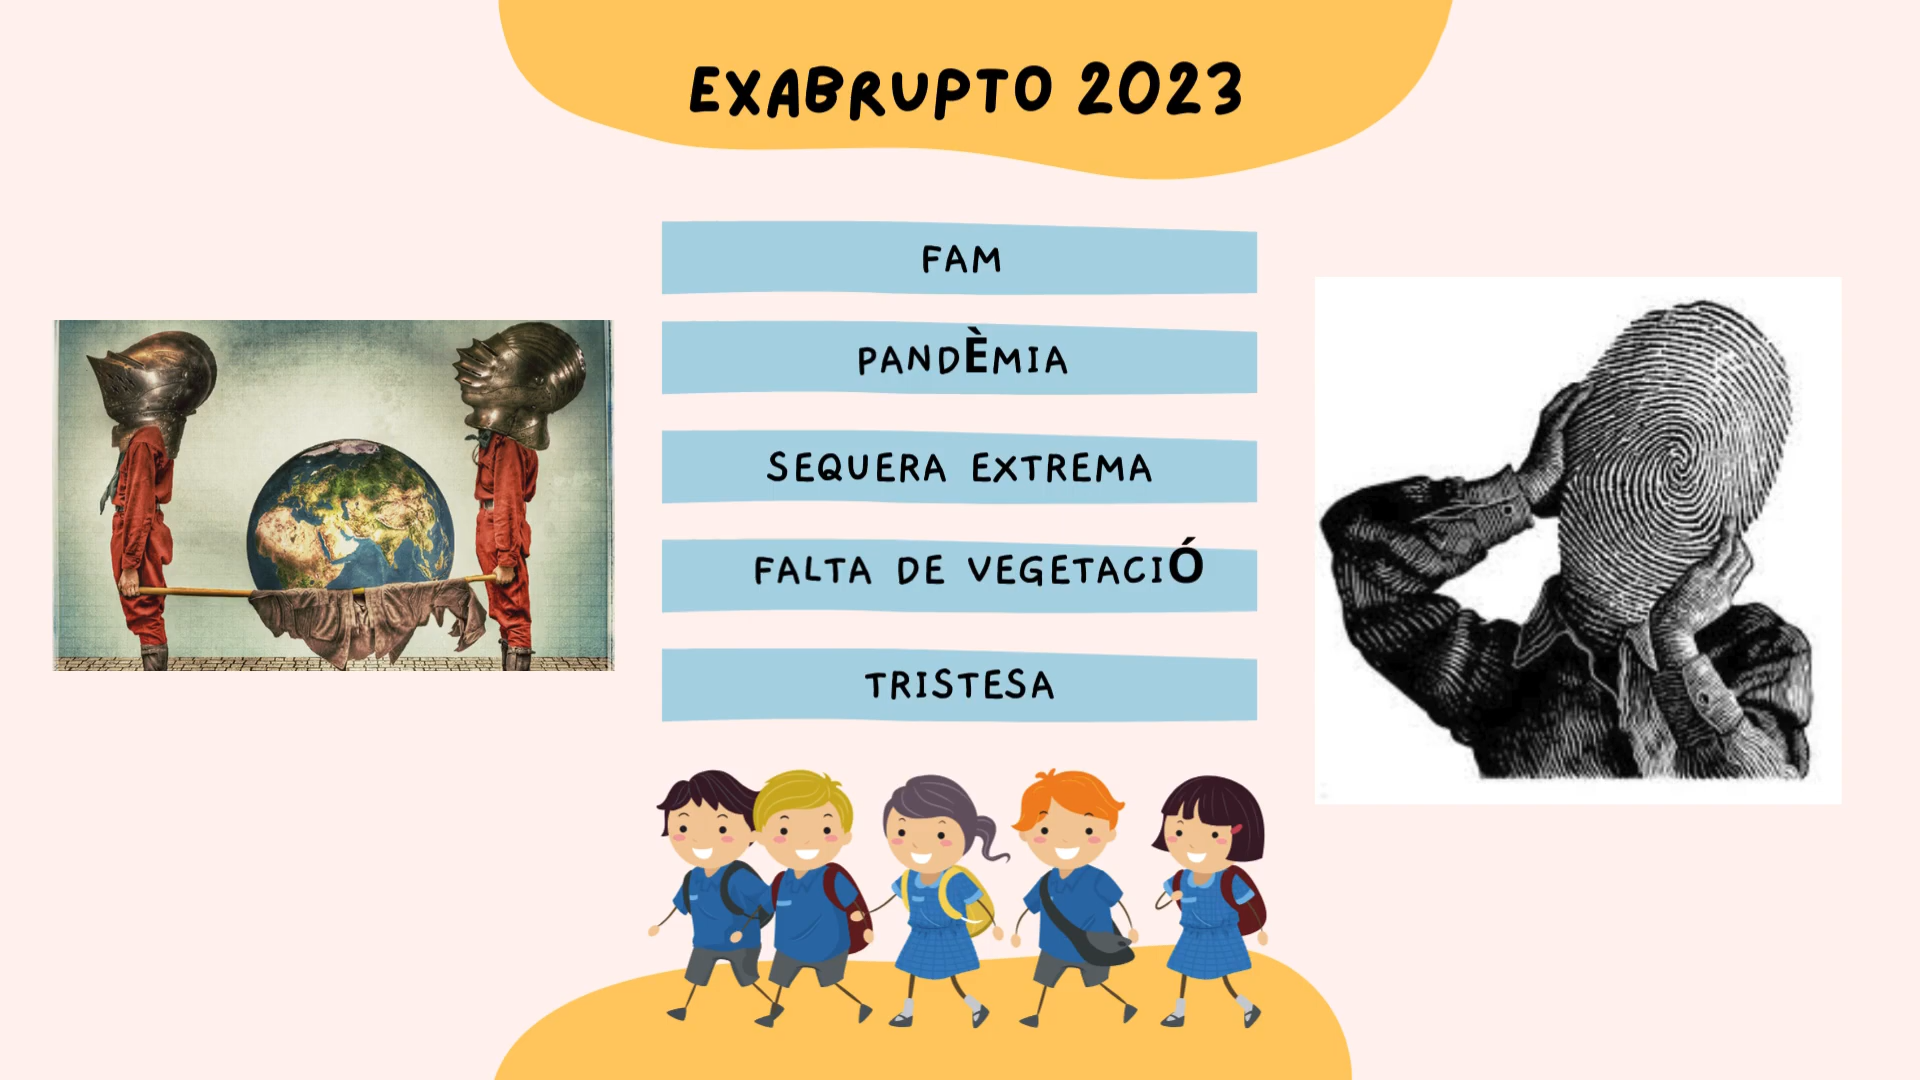 EXABRUPTO 2023
FAM
PANDÈMIA
SEQUERA EXTREMA
FALTA DE VEGETACIÓ
TRISTESA